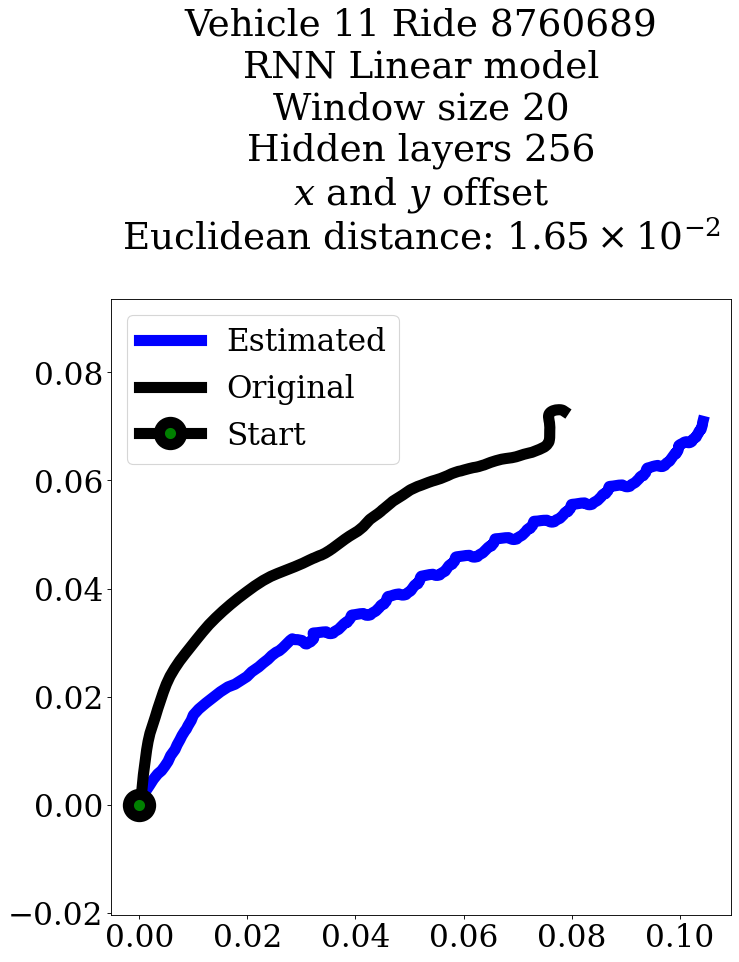 Vehicle 11 Ride 8760689
RNN Linear model
Window size 20
Hidden layers 256
x and y offset
Euclidean distance: 1.65 × 10⁻²
Estimated
Original
Start
0.08
0.06
0.04
0.02
0.00
−0.02
0.00 0.02 0.04 0.06 0.08 0.10